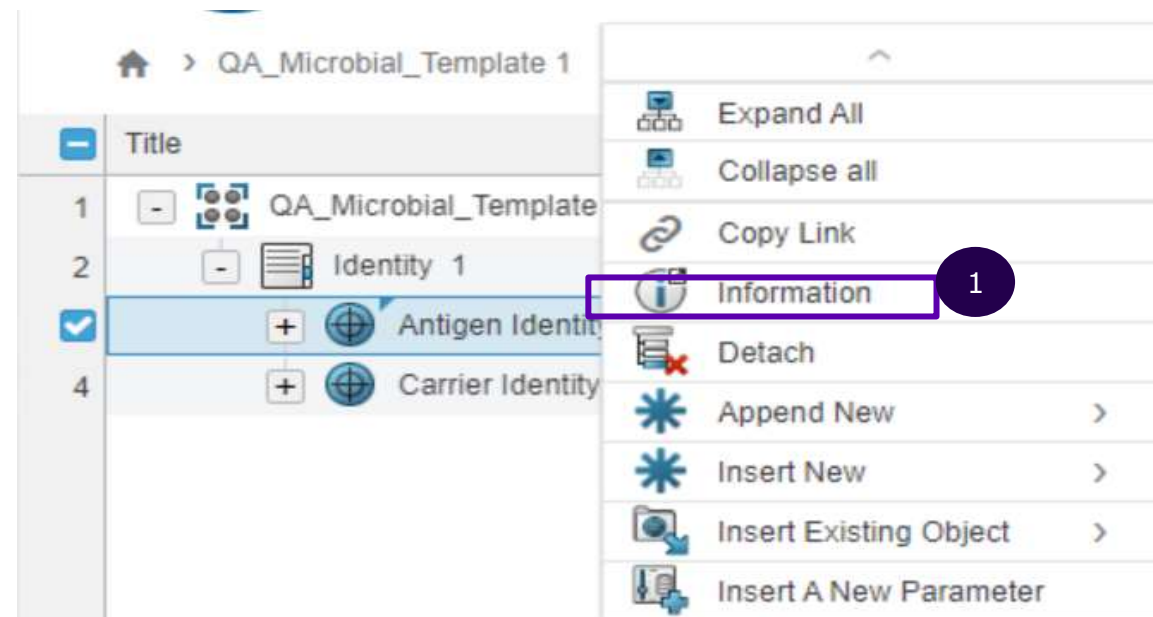 > QA_Microbial_Template 1
Title
1 - QA_Microbial_Template
2 - Identity 1
+ Antigen Identity
4 + Carrier Identity
Expand All
Collapse all
Copy Link
Information
1
Detach
Append New >
Insert New >
Insert Existing Object >
Insert A New Parameter